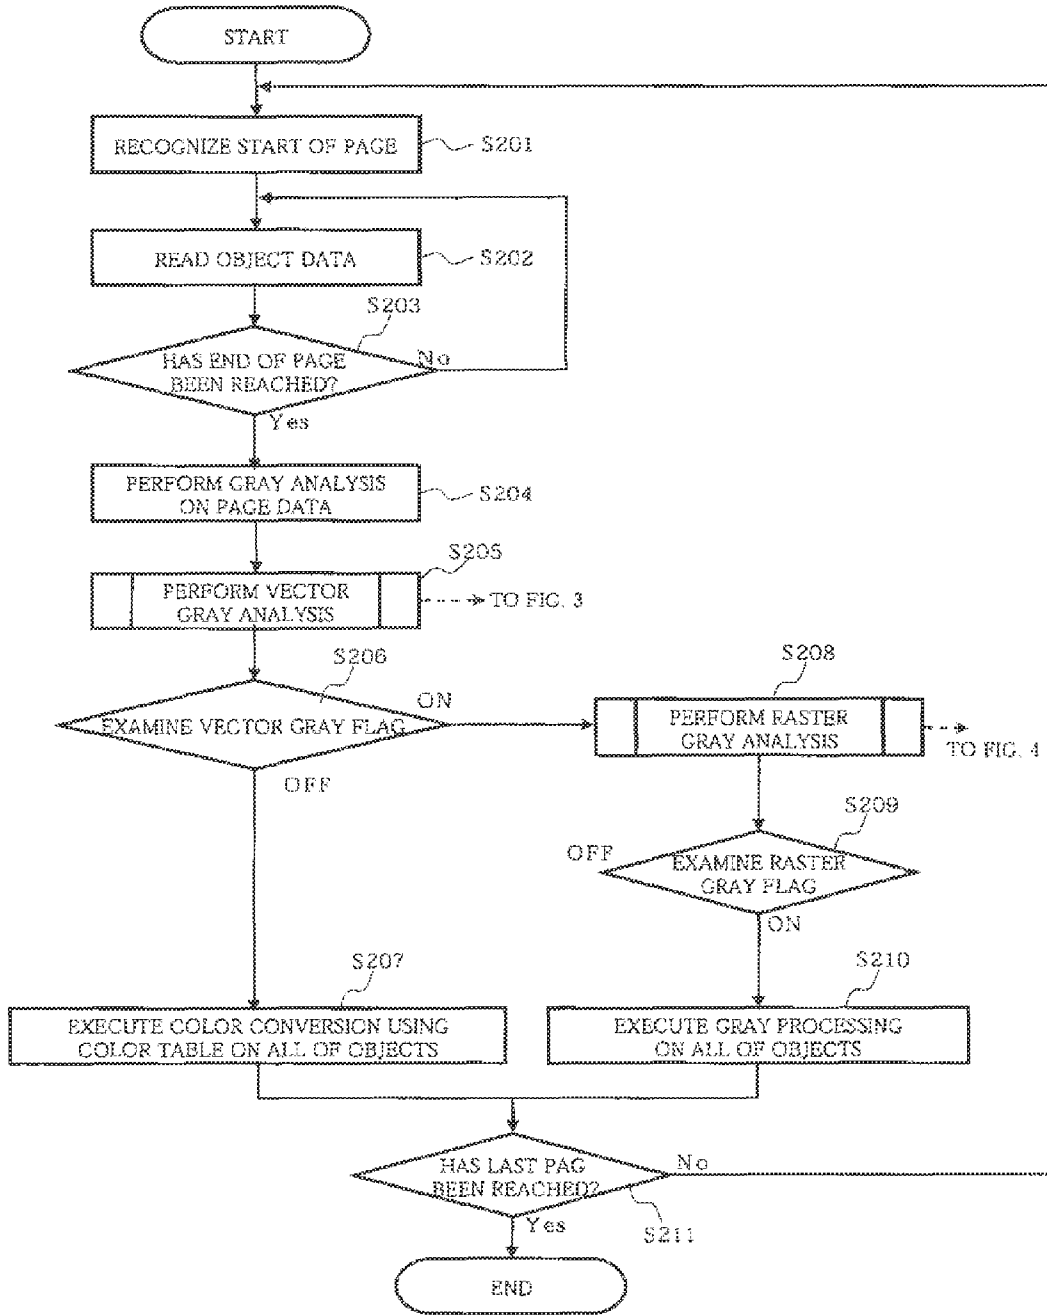 START
RECOGNIZE START OF PAGE
S201
READ OBJECT DATA
S202
S203
HAS END OF PAGE
BEEN REACHED?
No
Yes
PERFORM GRAY ANALYSIS
ON PAGE DATA
S204
S205
PERFORM VECTOR
GRAY ANALYSIS
TO FIG. 3
S206
EXAMINE VECTOR GRAY FLAG
ON
OFF
S208
PERFORM RASTER
GRAY ANALYSIS
TO FIG. 4
S209
OFF
EXAMINE RASTER
GRAY FLAG
ON
S207
EXECUTE COLOR CONVERSION USING
COLOR TABLE ON ALL OF OBJECTS
S210
EXECUTE GRAY PROCESSING
ON ALL OF OBJECTS
HAS LAST PAG
BEEN REACHED?
No
Yes
S211
END